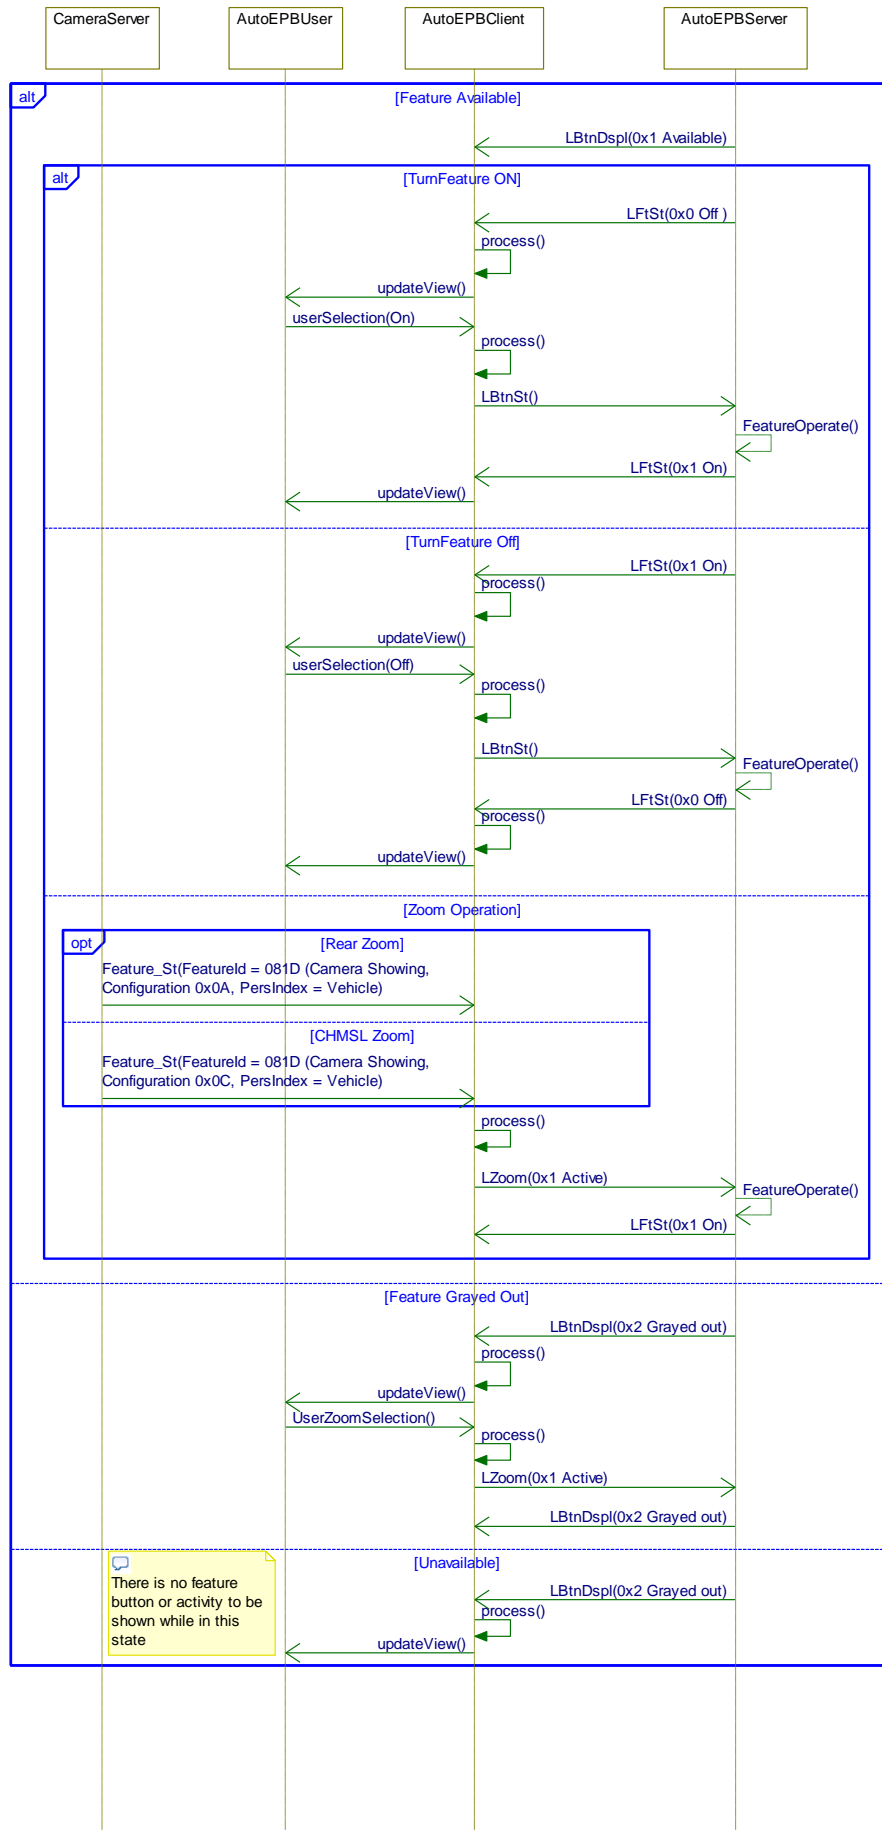 CameraServer
AutoEPBUser
AutoEPBClient
AutoEPBServer
alt
[Feature Available]
LBtnDspl(0x1 Available)
alt
[TurnFeature ON]
LFtSt(0x0 Off )
process()
updateView()
userSelection(On)
process()
LBtnSt()
FeatureOperate()
LFtSt(0x1 On)
updateView()
[TurnFeature Off]
LFtSt(0x1 On)
process()
updateView()
userSelection(Off)
process()
LBtnSt()
FeatureOperate()
LFtSt(0x0 Off)
process()
updateView()
[Zoom Operation]
opt
[Rear Zoom]
Feature_St(FeatureId = 081D (Camera Showing,
Configuration 0x0A, PersIndex = Vehicle)
[CHMSL Zoom]
Feature_St(FeatureId = 081D (Camera Showing,
Configuration 0x0C, PersIndex = Vehicle)
process()
LZoom(0x1 Active)
FeatureOperate()
LFtSt(0x1 On)
[Feature Grayed Out]
LBtnDspl(0x2 Grayed out)
process()
updateView()
UserZoomSelection()
process()
LZoom(0x1 Active)
LBtnDspl(0x2 Grayed out)
[Unavailable]
There is no feature
button or activity to be
shown while in this
state
LBtnDspl(0x2 Grayed out)
process()
updateView()